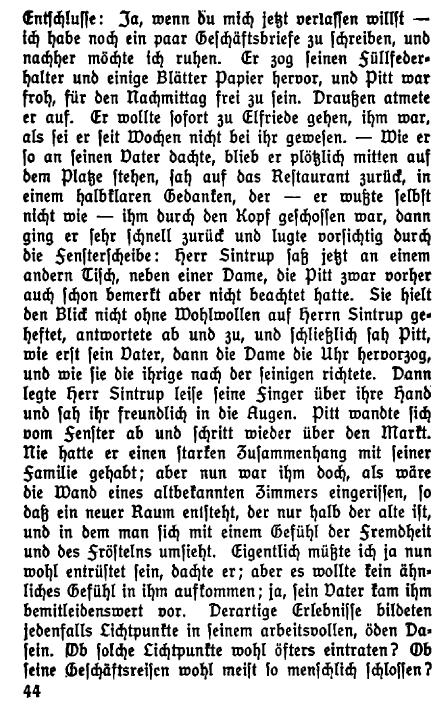 Entschlusse: Ja, wenn du mich jetzt verlassen willst —
ich habe noch ein paar Geschäftsbriefe zu schreiben, und
nachher möchte ich ruhen. Er zog seinen Füllfeder-
halter und einige Blätter Papier hervor, und Pitt war
froh, für den Nachmittag frei zu sein. Draußen atmete
er auf. Er wollte sofort zu Elfriede gehen, ihm war,
als sei er seit Wochen nicht bei ihr gewesen. — Wie er
so an seinen Vater dachte, blieb er plötzlich mitten auf
dem Platze stehen, sah auf das Restaurant zurück, in
einem halbklaren Gedanken, der — er wußte selbst
nicht wie — ihm durch den Kopf geschossen war, dann
ging er sehr schnell zurück und lugte vorsichtig durch
die Fensterscheibe: Herr Sintrup saß jetzt an einem
andern Tisch, neben einer Dame, die Pitt zwar vorher
auch schon bemerkt aber nicht beachtet hatte. Sie hielt
den Blick nicht ohne Wohlwollen auf Herrn Sintrup ge-
heftet, antwortete ab und zu, und schließlich sah Pitt,
wie erst sein Vater, dann die Dame die Uhr hervorzog,
und wie sie die ihrige nach der seinigen richtete. Dann
legte Herr Sintrup leise seine Finger über ihre Hand
und sah ihr freundlich in die Augen. Pitt wandte sich
vom Fenster ab und schritt wieder über den Markt.
Nie hatte er einen starken Zusammenhang mit seiner
Familie gehabt; aber nun war ihm doch, als wäre
die Wand eines altbekannten Zimmers eingerissen, so
daß ein neuer Raum entsteht, der nur halb der alte ist,
und in dem man sich mit einem Gefühl der Fremdheit
und des Fröstelns umsieht. Eigentlich müßte ich ja nun
wohl entrüstet sein, dachte er; aber es wollte kein ähn-
liches Gefühl in ihm aufkommen; ja, sein Vater kam ihm
bemitleidenswert vor. Derartige Erlebnisse bildeten
jedenfalls Lichtpunkte in seinem arbeitsvollen, öden Da-
sein. Ob solche Lichtpunkte wohl öfters eintraten? Ob
seine Geschäftsreisen wohl meist so menschlich schlossen?
44